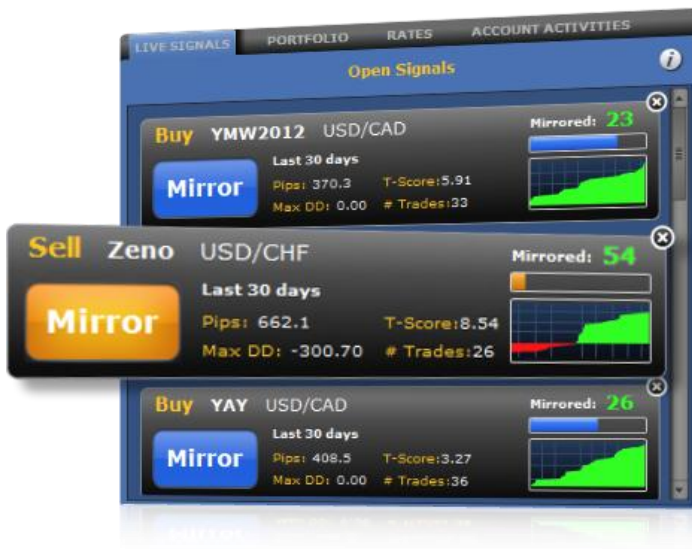 LIVE SIGNALS PORTFOLIO RATES ACCOUNT ACTIVITIES
Open Signals
i
Buy YMW2012 USD/CAD Mirrored: 23
Last 30 days
Mirror Pips: 370.3 T-Score:5.91
Max DD: 0.00 # Trades:33
Sell Zeno USD/CHF Mirrored: 54
Last 30 days
Mirror Pips: 662.1 T-Score:8.54
Max DD: -300.70 # Trades:26
Buy YAY USD/CAD Mirrored: 26
Last 30 days
Mirror Pips: 408.5 T-Score:3.27
Max DD: 0.00 # Trades:36